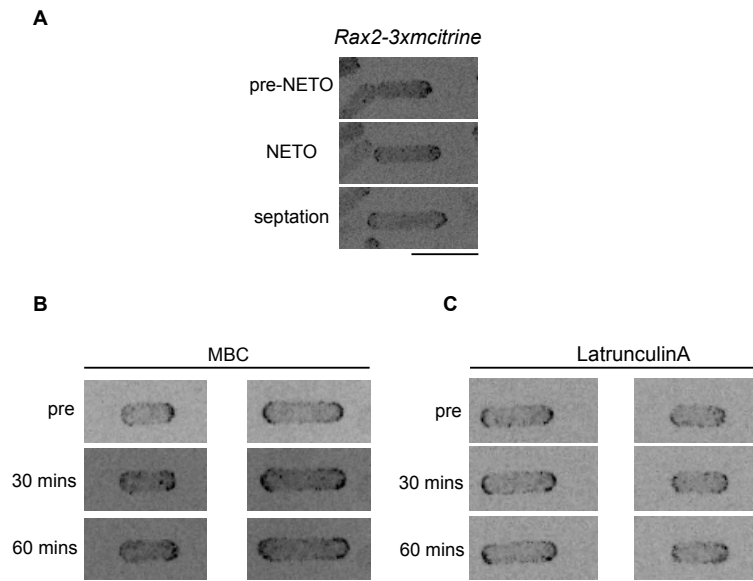 A
Rax2-3xmcitrine
pre-NETO
NETO
septation
B
MBC
pre
30 mins
60 mins
C
LatrunculinA
pre
30 mins
60 mins